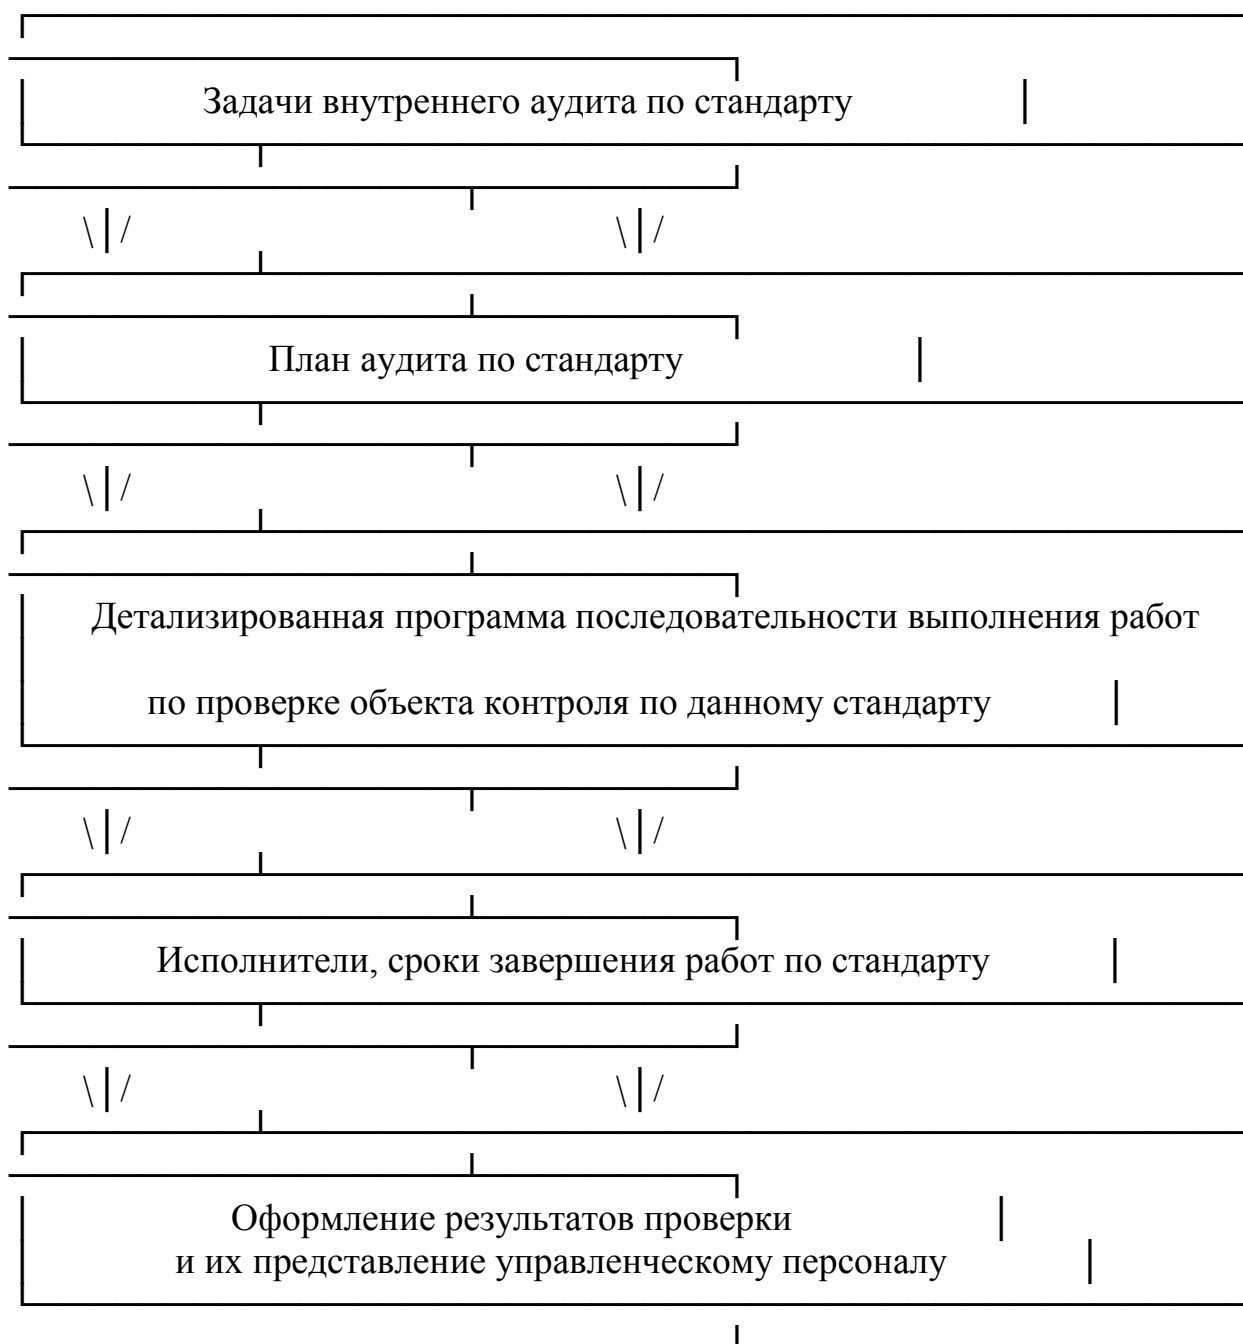 Задачи внутреннего аудита по стандарту
\|/ \|/
План аудита по стандарту
\|/ \|/
Детализированная программа последовательности выполнения работ
по проверке объекта контроля по данному стандарту
\|/ \|/
Исполнители, сроки завершения работ по стандарту
\|/ \|/
Оформление результатов проверки
и их представление управленческому персоналу